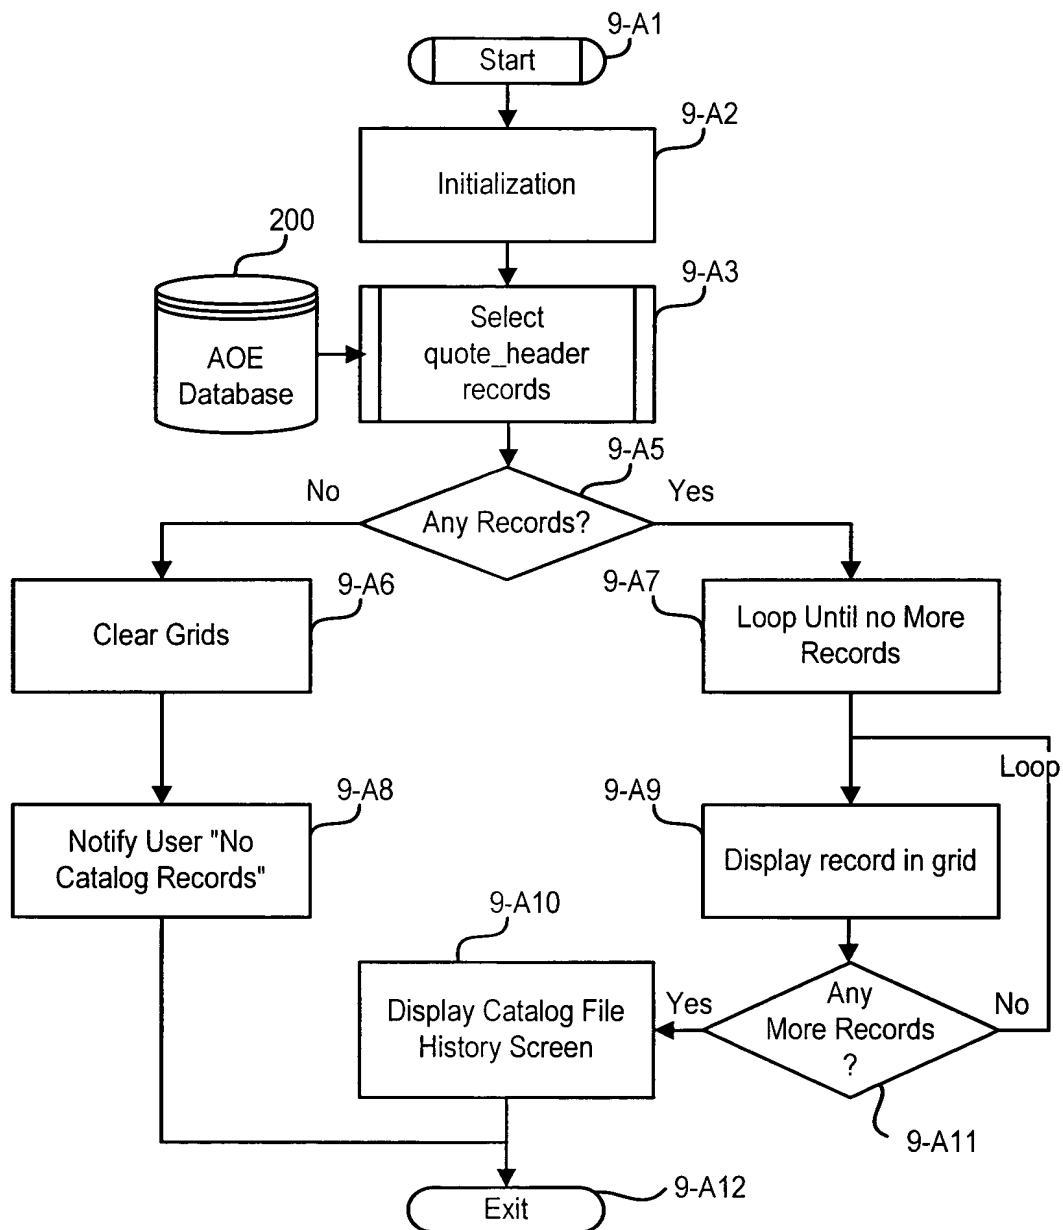 9-A1
Start
9-A2
Initialization
200
9-A3
Select
quote_header
records
AOE
Database
9-A5
No
Yes
Any Records?
9-A6
9-A7
Clear Grids
Loop Until no More
Records
Loop
9-A8
9-A9
Notify User "No
Catalog Records"
Display record in grid
9-A10
Display Catalog File
History Screen
Yes
Any
More Records
?
No
9-A11
9-A12
Exit